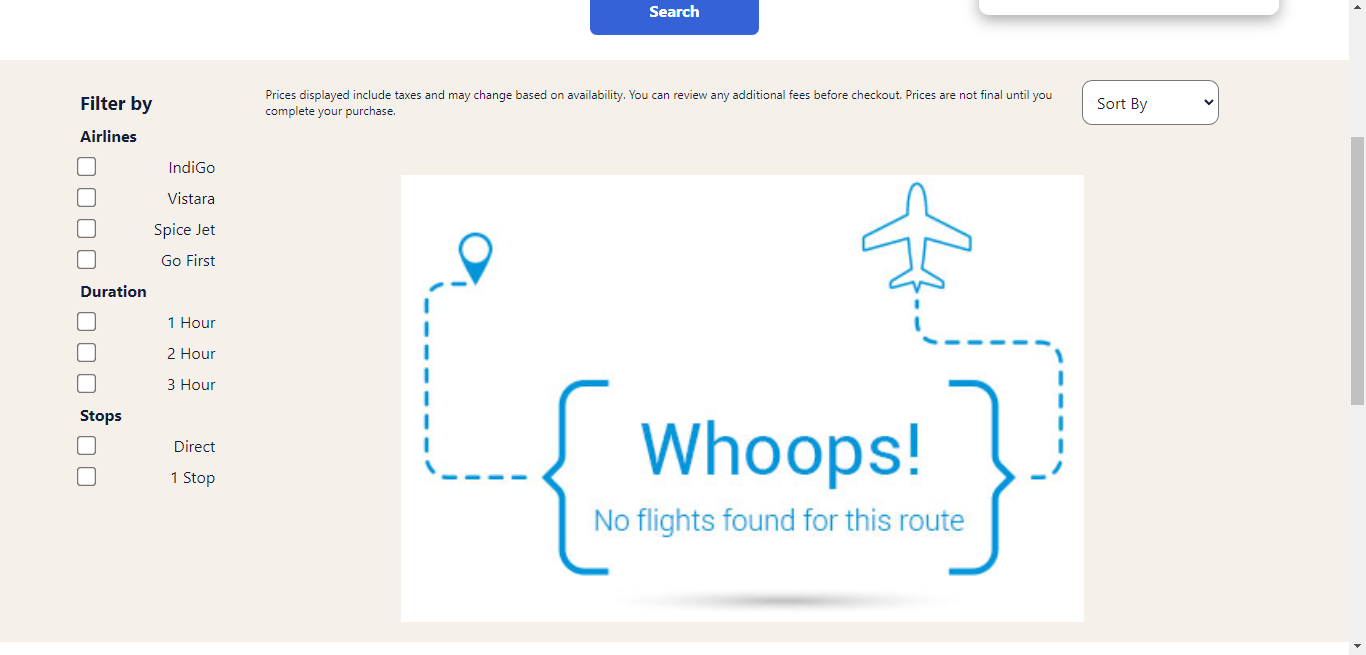 Search
Filter by
Airlines
IndiGo
Vistara
Spice Jet
Go First
Duration
1 Hour
2 Hour
3 Hour
Stops
Direct
1 Stop
Prices displayed include taxes and may change based on availability. You can review any additional fees before checkout. Prices are not final until you
complete your purchase.
Sort By
Whoops!
No flights found for this route